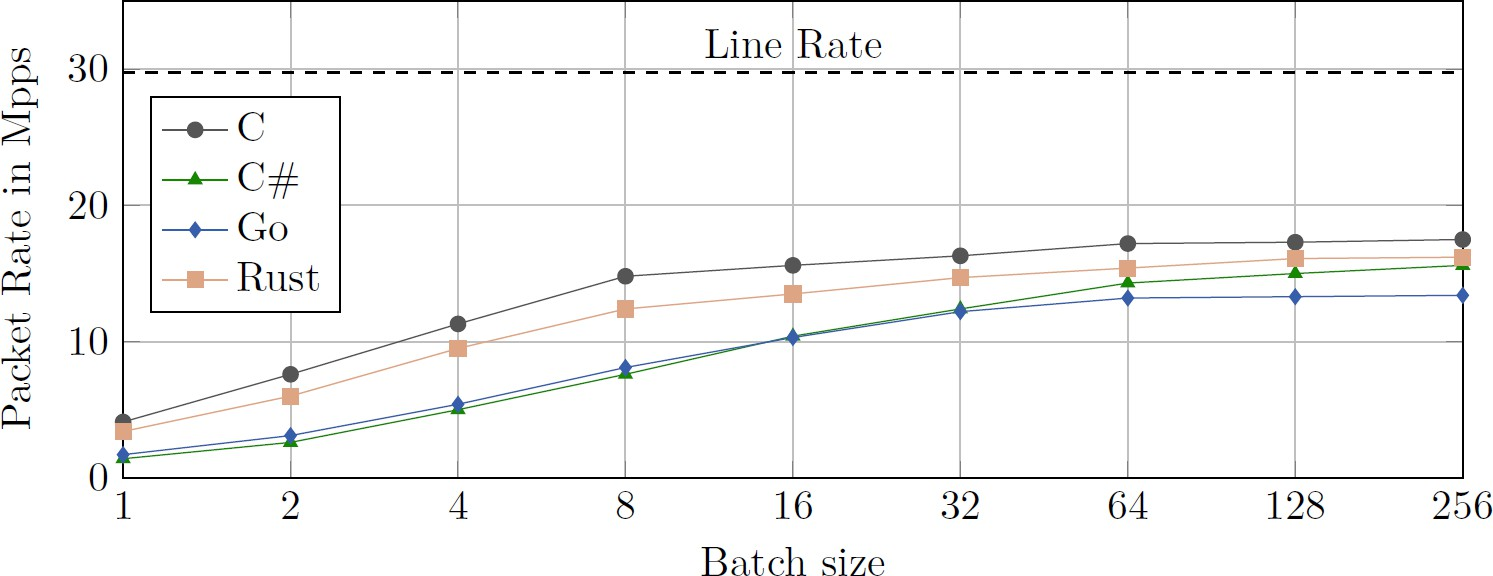 Line Rate
30
20
10
0
Packet Rate in Mpps
C
C#
Go
Rust
1 2 4 8 16 32 64 128 256
Batch size